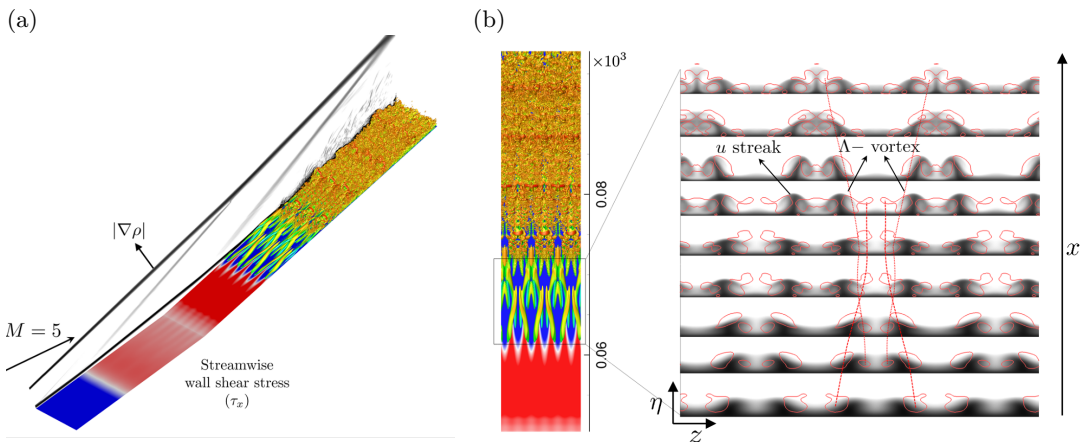 (a)
|∇ρ|
M = 5
Streamwise
wall shear stress
(τₓ)
(b)
×10³
0.08
0.06
u streak
Λ− vortex
x
η
z